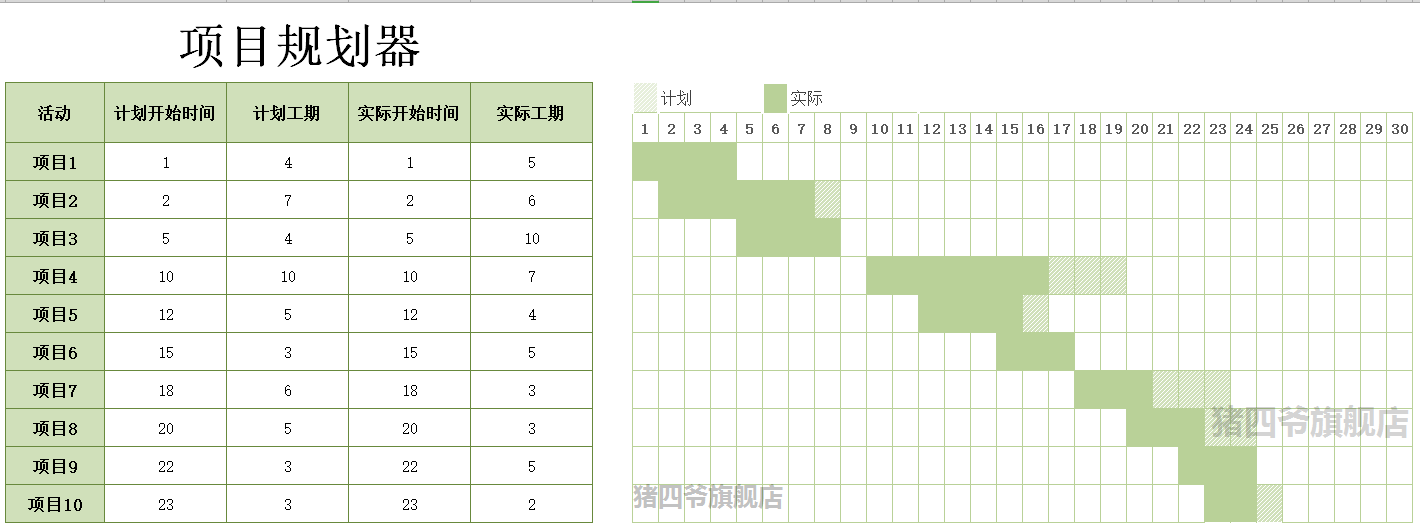 项目规划器
计划 实际
活动 计划开始时间 计划工期 实际开始时间 实际工期
1 2 3 4 5 6 7 8 9 10 11 12 13 14 15 16 17 18 19 20 21 22 23 24 25 26 27 28 29 30
项目1 1 4 1 5
项目2 2 7 2 6
项目3 5 4 5 10
项目4 10 10 10 7
项目5 12 5 12 4
项目6 15 3 15 5
项目7 18 6 18 3
项目8 20 5 20 3
猪四爷旗舰店
项目9 22 3 22 5
项目10 23 3 23 2
猪四爷旗舰店